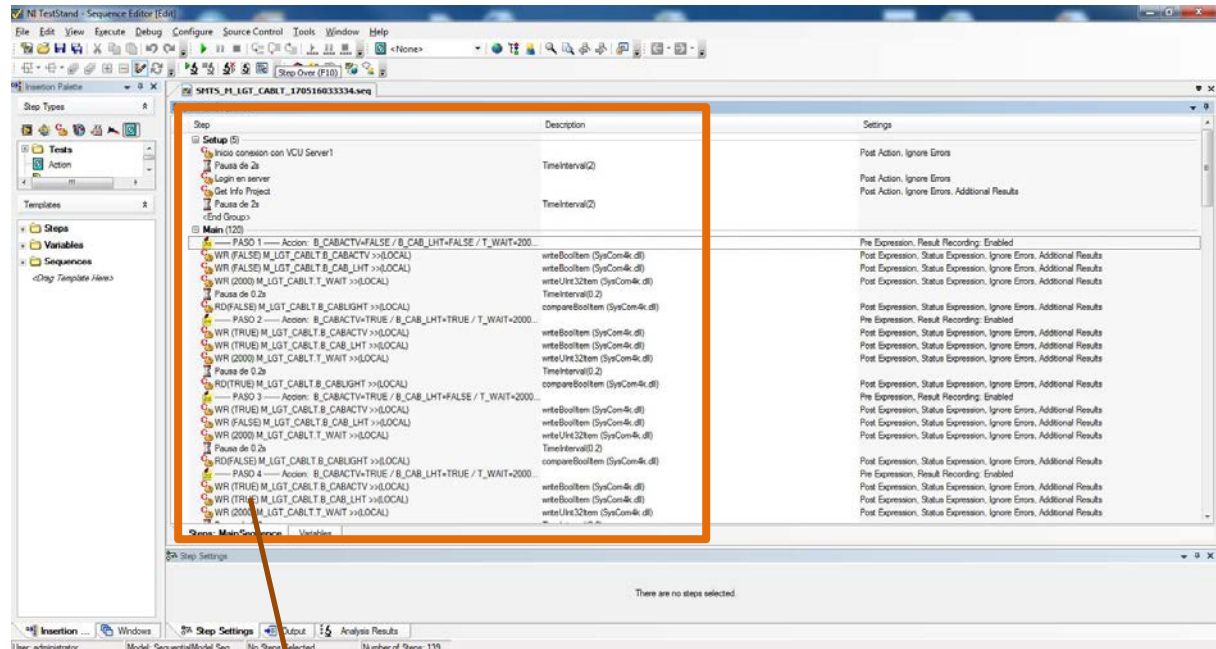 NI TestStand - Sequence Editor [Edit]
File Edit View Execute Debug Configure Source Control Tools Window Help
<None>
Step Over (F10)
Insertion Palette
SMTS_M_LGT_CABLT_170516033334.seq
Step Types
Step Description Settings
Setup (5)
Inicio conexion con VCU Server1 Post Action, Ignore Errors
Tests
Pausa de 2s TimeInterval(2)
Action
Login en server Post Action, Ignore Errors
Get Info Project Post Action, Ignore Errors, Additional Results
Templates
Pausa de 2s TimeInterval(2)
<End Group>
Steps
Main (120)
Variables
----- PASO 1 ----- Accion: B_CABACTV=FALSE / B_CAB_LHT=FALSE / T_WAIT=200... Pre Expression, Result Recording: Enabled
Sequences
WR (FALSE) M_LGT_CABLT.B_CABACTV >>(LOCAL) writeBoolItem (SysCom4k.dll) Post Expression, Status Expression, Ignore Errors, Additional Results
WR (FALSE) M_LGT_CABLT.B_CAB_LHT >>(LOCAL) writeBoolItem (SysCom4k.dll) Post Expression, Status Expression, Ignore Errors, Additional Results
<Drag Template Here>
WR (2000) M_LGT_CABLT.T_WAIT >>(LOCAL) writeUInt32Item (SysCom4k.dll) Post Expression, Status Expression, Ignore Errors, Additional Results
Pausa de 0.2s TimeInterval(0.2)
RD(FALSE) M_LGT_CABLT.B_CABLIGHT >>(LOCAL) compareBoolItem (SysCom4k.dll) Post Expression, Status Expression, Ignore Errors, Additional Results
----- PASO 2 ----- Accion: B_CABACTV=TRUE / B_CAB_LHT=TRUE / T_WAIT=2000... Pre Expression, Result Recording: Enabled
WR (TRUE) M_LGT_CABLT.B_CABACTV >>(LOCAL) writeBoolItem (SysCom4k.dll) Post Expression, Status Expression, Ignore Errors, Additional Results
WR (TRUE) M_LGT_CABLT.B_CAB_LHT >>(LOCAL) writeBoolItem (SysCom4k.dll) Post Expression, Status Expression, Ignore Errors, Additional Results
WR (2000) M_LGT_CABLT.T_WAIT >>(LOCAL) writeUInt32Item (SysCom4k.dll) Post Expression, Status Expression, Ignore Errors, Additional Results
Pausa de 0.2s TimeInterval(0.2)
RD(TRUE) M_LGT_CABLT.B_CABLIGHT >>(LOCAL) compareBoolItem (SysCom4k.dll) Post Expression, Status Expression, Ignore Errors, Additional Results
----- PASO 3 ----- Accion: B_CABACTV=TRUE / B_CAB_LHT=FALSE / T_WAIT=2000... Pre Expression, Result Recording: Enabled
WR (TRUE) M_LGT_CABLT.B_CABACTV >>(LOCAL) writeBoolItem (SysCom4k.dll) Post Expression, Status Expression, Ignore Errors, Additional Results
WR (FALSE) M_LGT_CABLT.B_CAB_LHT >>(LOCAL) writeBoolItem (SysCom4k.dll) Post Expression, Status Expression, Ignore Errors, Additional Results
WR (2000) M_LGT_CABLT.T_WAIT >>(LOCAL) writeUInt32Item (SysCom4k.dll) Post Expression, Status Expression, Ignore Errors, Additional Results
Pausa de 0.2s TimeInterval(0.2)
RD(FALSE) M_LGT_CABLT.B_CABLIGHT >>(LOCAL) compareBoolItem (SysCom4k.dll) Post Expression, Status Expression, Ignore Errors, Additional Results
----- PASO 4 ----- Accion: B_CABACTV=TRUE / B_CAB_LHT=TRUE / T_WAIT=2000... Pre Expression, Result Recording: Enabled
WR (TRUE) M_LGT_CABLT.B_CABACTV >>(LOCAL) writeBoolItem (SysCom4k.dll) Post Expression, Status Expression, Ignore Errors, Additional Results
WR (TRUE) M_LGT_CABLT.B_CAB_LHT >>(LOCAL) writeBoolItem (SysCom4k.dll) Post Expression, Status Expression, Ignore Errors, Additional Results
WR (2000) M_LGT_CABLT.T_WAIT >>(LOCAL) writeUInt32Item (SysCom4k.dll) Post Expression, Status Expression, Ignore Errors, Additional Results
Steps: MainSequence Variables
Step Settings
There are no steps selected.
Insertion ... Windows Step Settings Output Analysis Results
User: administrator Model: SequentialModel.Seq No Steps Selected Number of Steps: 129